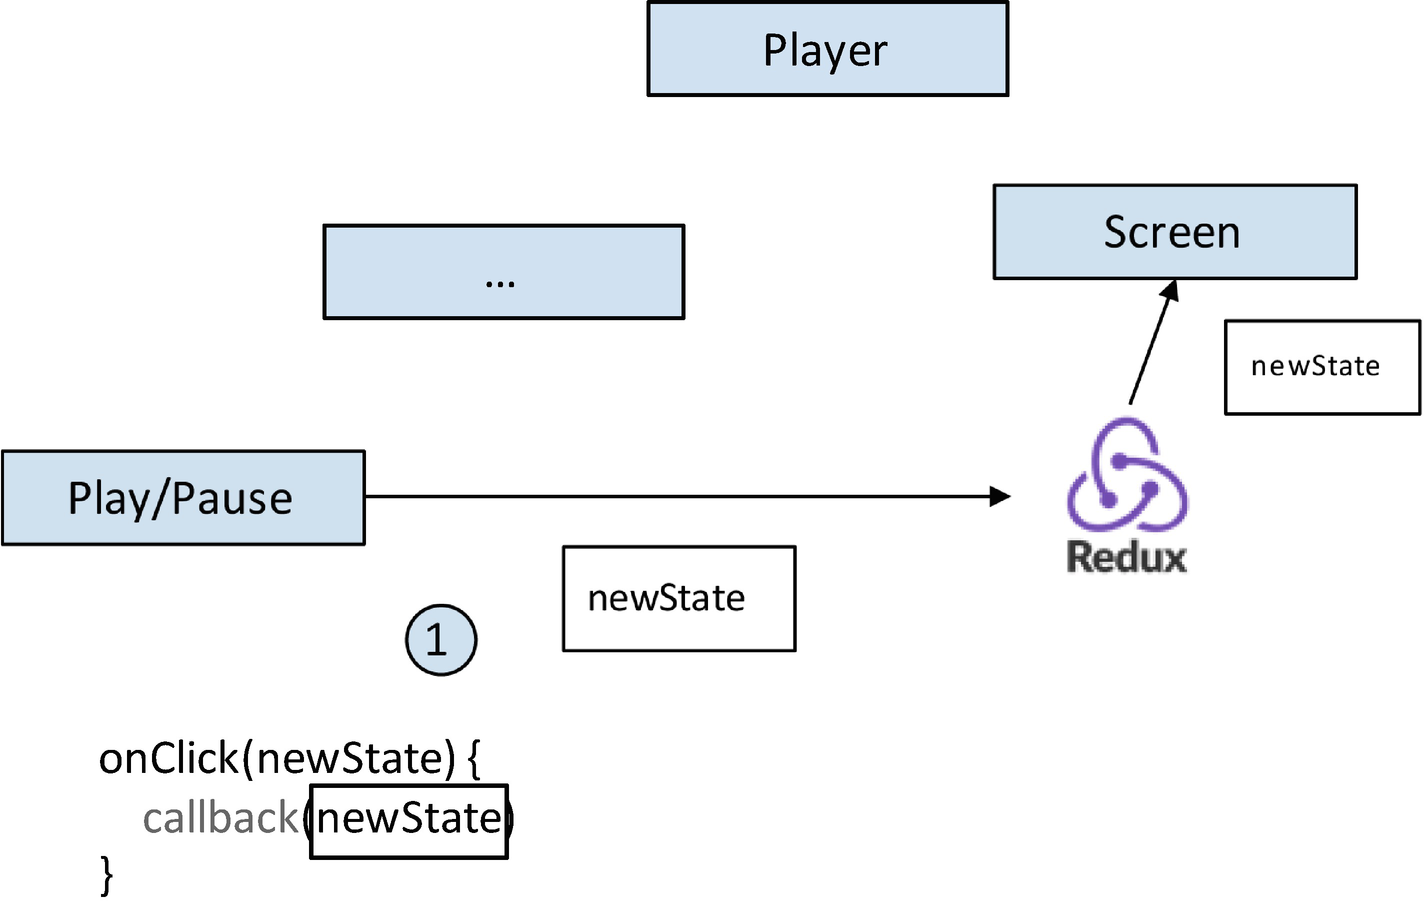 Player
Screen
...
newState
Play/Pause
Redux
newState
1
onClick(newState) {
callback(newState)
}